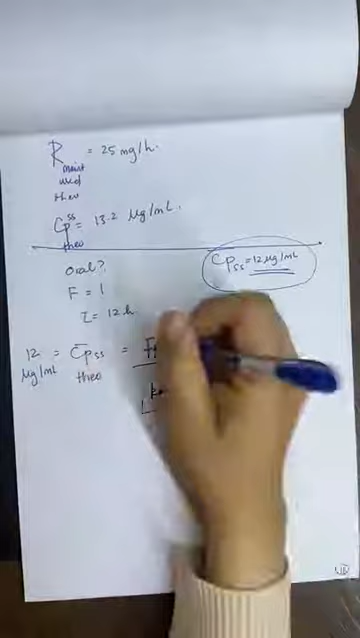 R maint used theo = 25 mg/h.
Cp ss theo = 13.2 µg/mL.
Cpss = 12 µg/mL
Oral?
F = 1
τ = 12 h
12 µg/mL = C̄pss theo = F